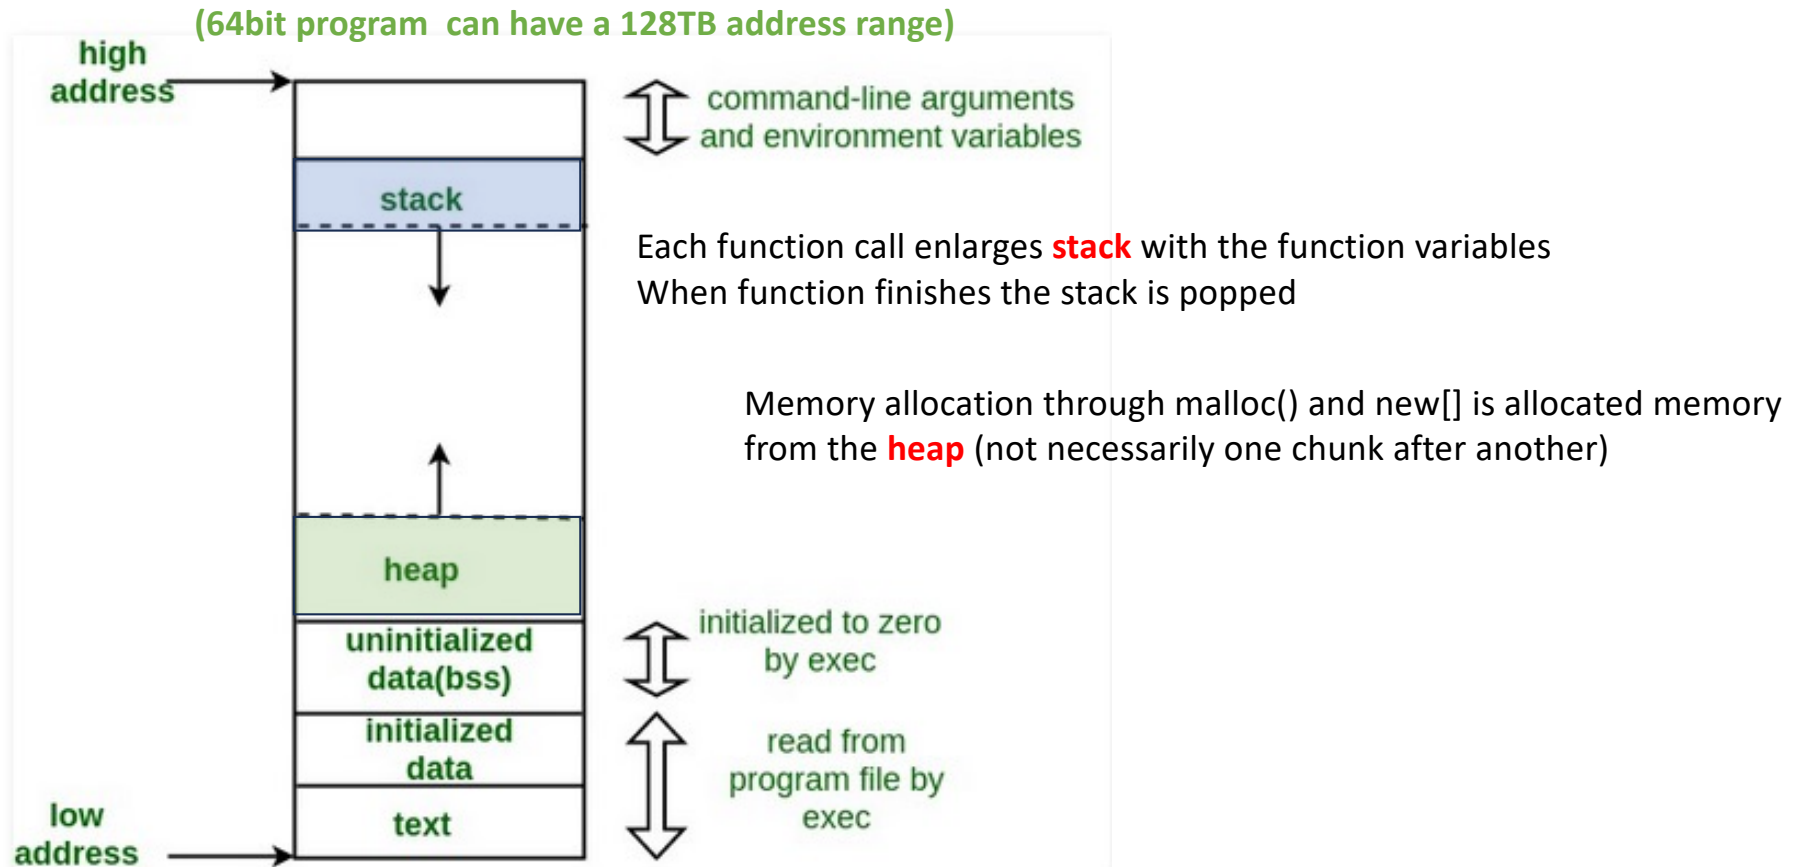 (64bit program can have a 128TB address range)
high
address
command-line arguments
and environment variables
stack
Each function call enlarges stack with the function variables
When function finishes the stack is popped
Memory allocation through malloc() and new[] is allocated memory
from the heap (not necessarily one chunk after another)
heap
uninitialized
data(bss)
initialized to zero
by exec
initialized
data
read from
program file by
exec
text
low
address